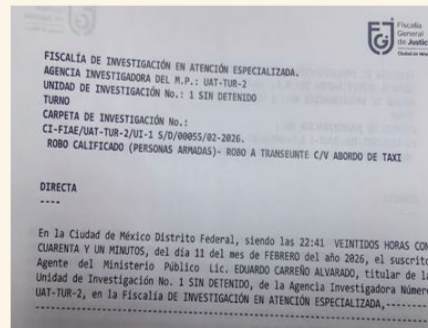 Fiscalía
General
de Justicia
FGJ
FISCALÍA DE INVESTIGACIÓN EN ATENCIÓN ESPECIALIZADA.
AGENCIA INVESTIGADORA DEL M.P.: UAT-TUR-2
UNIDAD DE INVESTIGACIÓN No.: 1 SIN DETENIDO
TURNO
CARPETA DE INVESTIGACIÓN No.:
CI-FIAE/UAT-TUR-2/UI-1 S/D/00055/02-2026.
ROBO CALIFICADO (PERSONAS ARMADAS)- ROBO A TRANSEUNTE C/V ABORDO DE TAXI
DIRECTA
----
En la Ciudad de México Distrito Federal, siendo las 22:41 VEINTIDOS HORAS CON
CUARENTA Y UN MINUTOS, del día 11 del mes de FEBRERO del año 2026, el suscrito
Agente del Ministerio Público Lic. EDUARDO CARREÑO ALVARADO, titular de la
Unidad de Investigación No. 1 SIN DETENIDO, de la Agencia Investigadora Número
UAT-TUR-2, en la Fiscalía DE INVESTIGACIÓN EN ATENCIÓN ESPECIALIZADA,--------